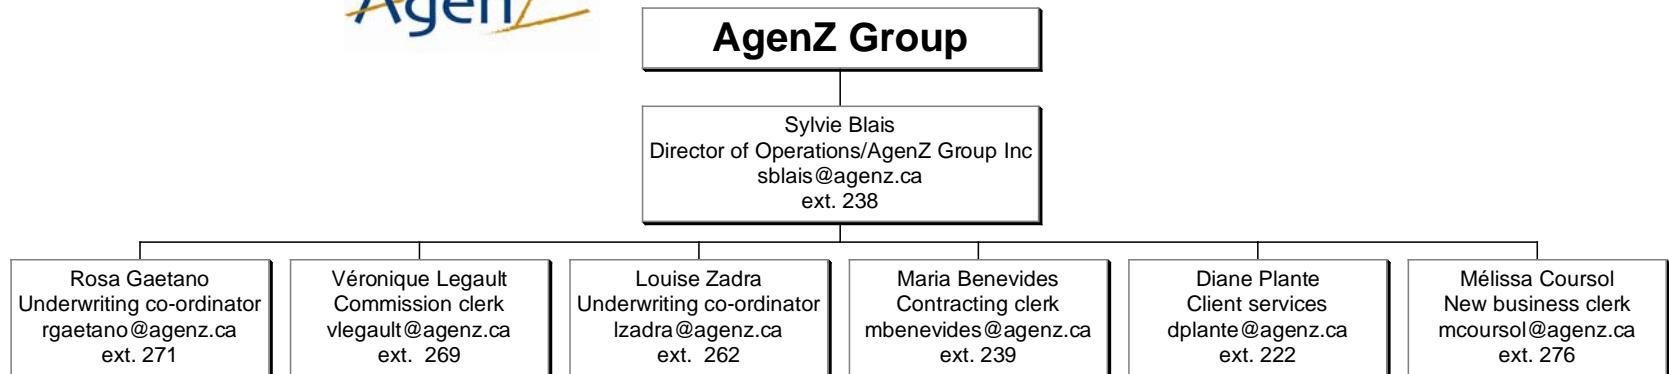 AgenZ
AgenZ Group
Sylvie Blais
Director of Operations/AgenZ Group Inc
sblais@agenz.ca
ext. 238
Rosa Gaetano
Underwriting co-ordinator
rgaetano@agenz.ca
ext. 271
Véronique Legault
Commission clerk
vlegault@agenz.ca
ext.  269
Louise Zadra
Underwriting co-ordinator
lzadra@agenz.ca
ext.  262
Maria Benevides
Contracting clerk
mbenevides@agenz.ca
ext. 239
Diane Plante
Client services
dplante@agenz.ca
ext. 222
Mélissa Coursol
New business clerk
mcoursol@agenz.ca
ext. 276